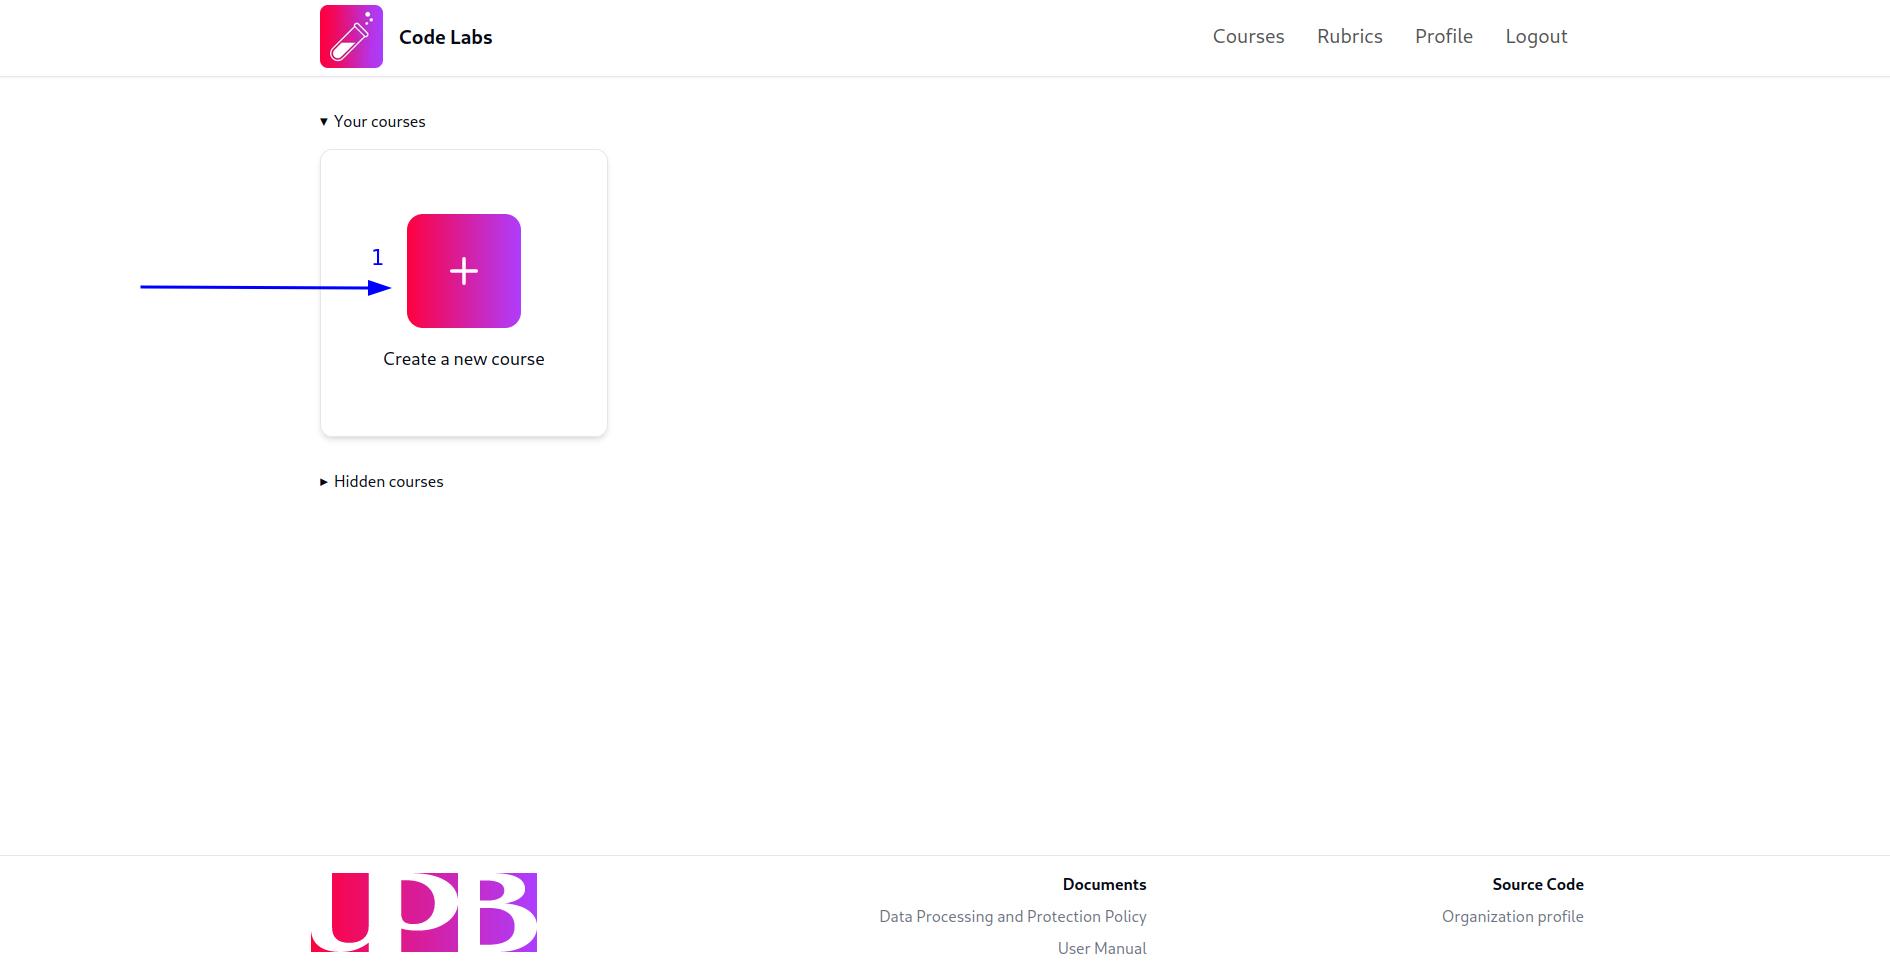 Code Labs
Courses Rubrics Profile Logout
Your courses
1
Create a new course
Hidden courses
UPB
Documents
Data Processing and Protection Policy
User Manual
Source Code
Organization profile